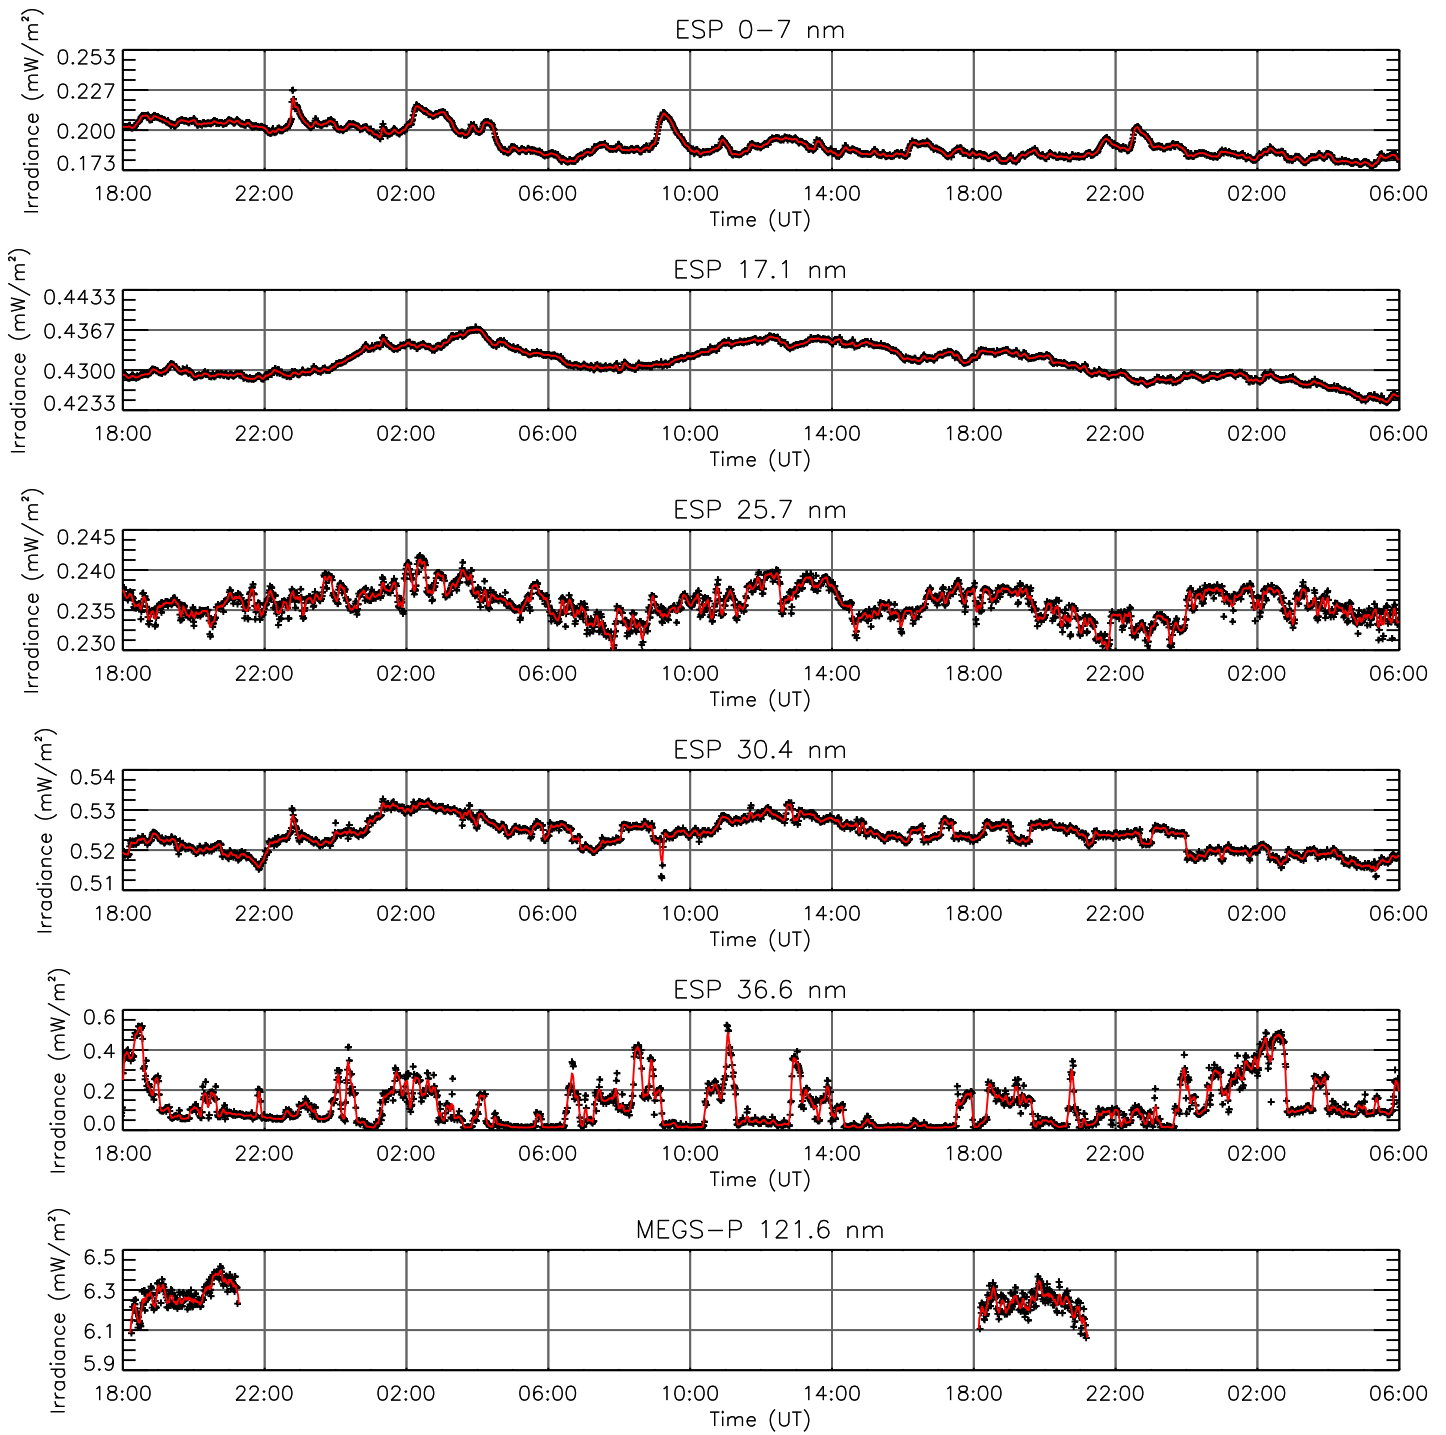 ESP 0−7 nm
Irradiance (mW/m²)
0.253
0.227
0.200
0.173
18:00 22:00 02:00 06:00 10:00 14:00 18:00 22:00 02:00 06:00
Time (UT)
ESP 17.1 nm
Irradiance (mW/m²)
0.4433
0.4367
0.4300
0.4233
18:00 22:00 02:00 06:00 10:00 14:00 18:00 22:00 02:00 06:00
Time (UT)
ESP 25.7 nm
Irradiance (mW/m²)
0.245
0.240
0.235
0.230
18:00 22:00 02:00 06:00 10:00 14:00 18:00 22:00 02:00 06:00
Time (UT)
ESP 30.4 nm
Irradiance (mW/m²)
0.54
0.53
0.52
0.51
18:00 22:00 02:00 06:00 10:00 14:00 18:00 22:00 02:00 06:00
Time (UT)
ESP 36.6 nm
Irradiance (mW/m²)
0.6
0.4
0.2
0.0
18:00 22:00 02:00 06:00 10:00 14:00 18:00 22:00 02:00 06:00
Time (UT)
MEGS−P 121.6 nm
Irradiance (mW/m²)
6.5
6.3
6.1
5.9
18:00 22:00 02:00 06:00 10:00 14:00 18:00 22:00 02:00 06:00
Time (UT)